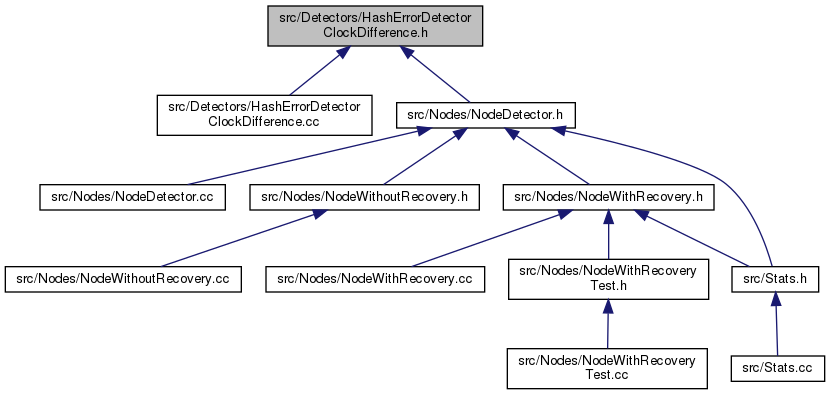 src/Detectors/HashErrorDetector
ClockDifference.h
src/Detectors/HashErrorDetector
ClockDifference.cc
src/Nodes/NodeDetector.h
src/Nodes/NodeDetector.cc
src/Nodes/NodeWithoutRecovery.h
src/Nodes/NodeWithRecovery.h
src/Nodes/NodeWithoutRecovery.cc
src/Nodes/NodeWithRecovery.cc
src/Nodes/NodeWithRecovery
Test.h
src/Stats.h
src/Nodes/NodeWithRecovery
Test.cc
src/Stats.cc